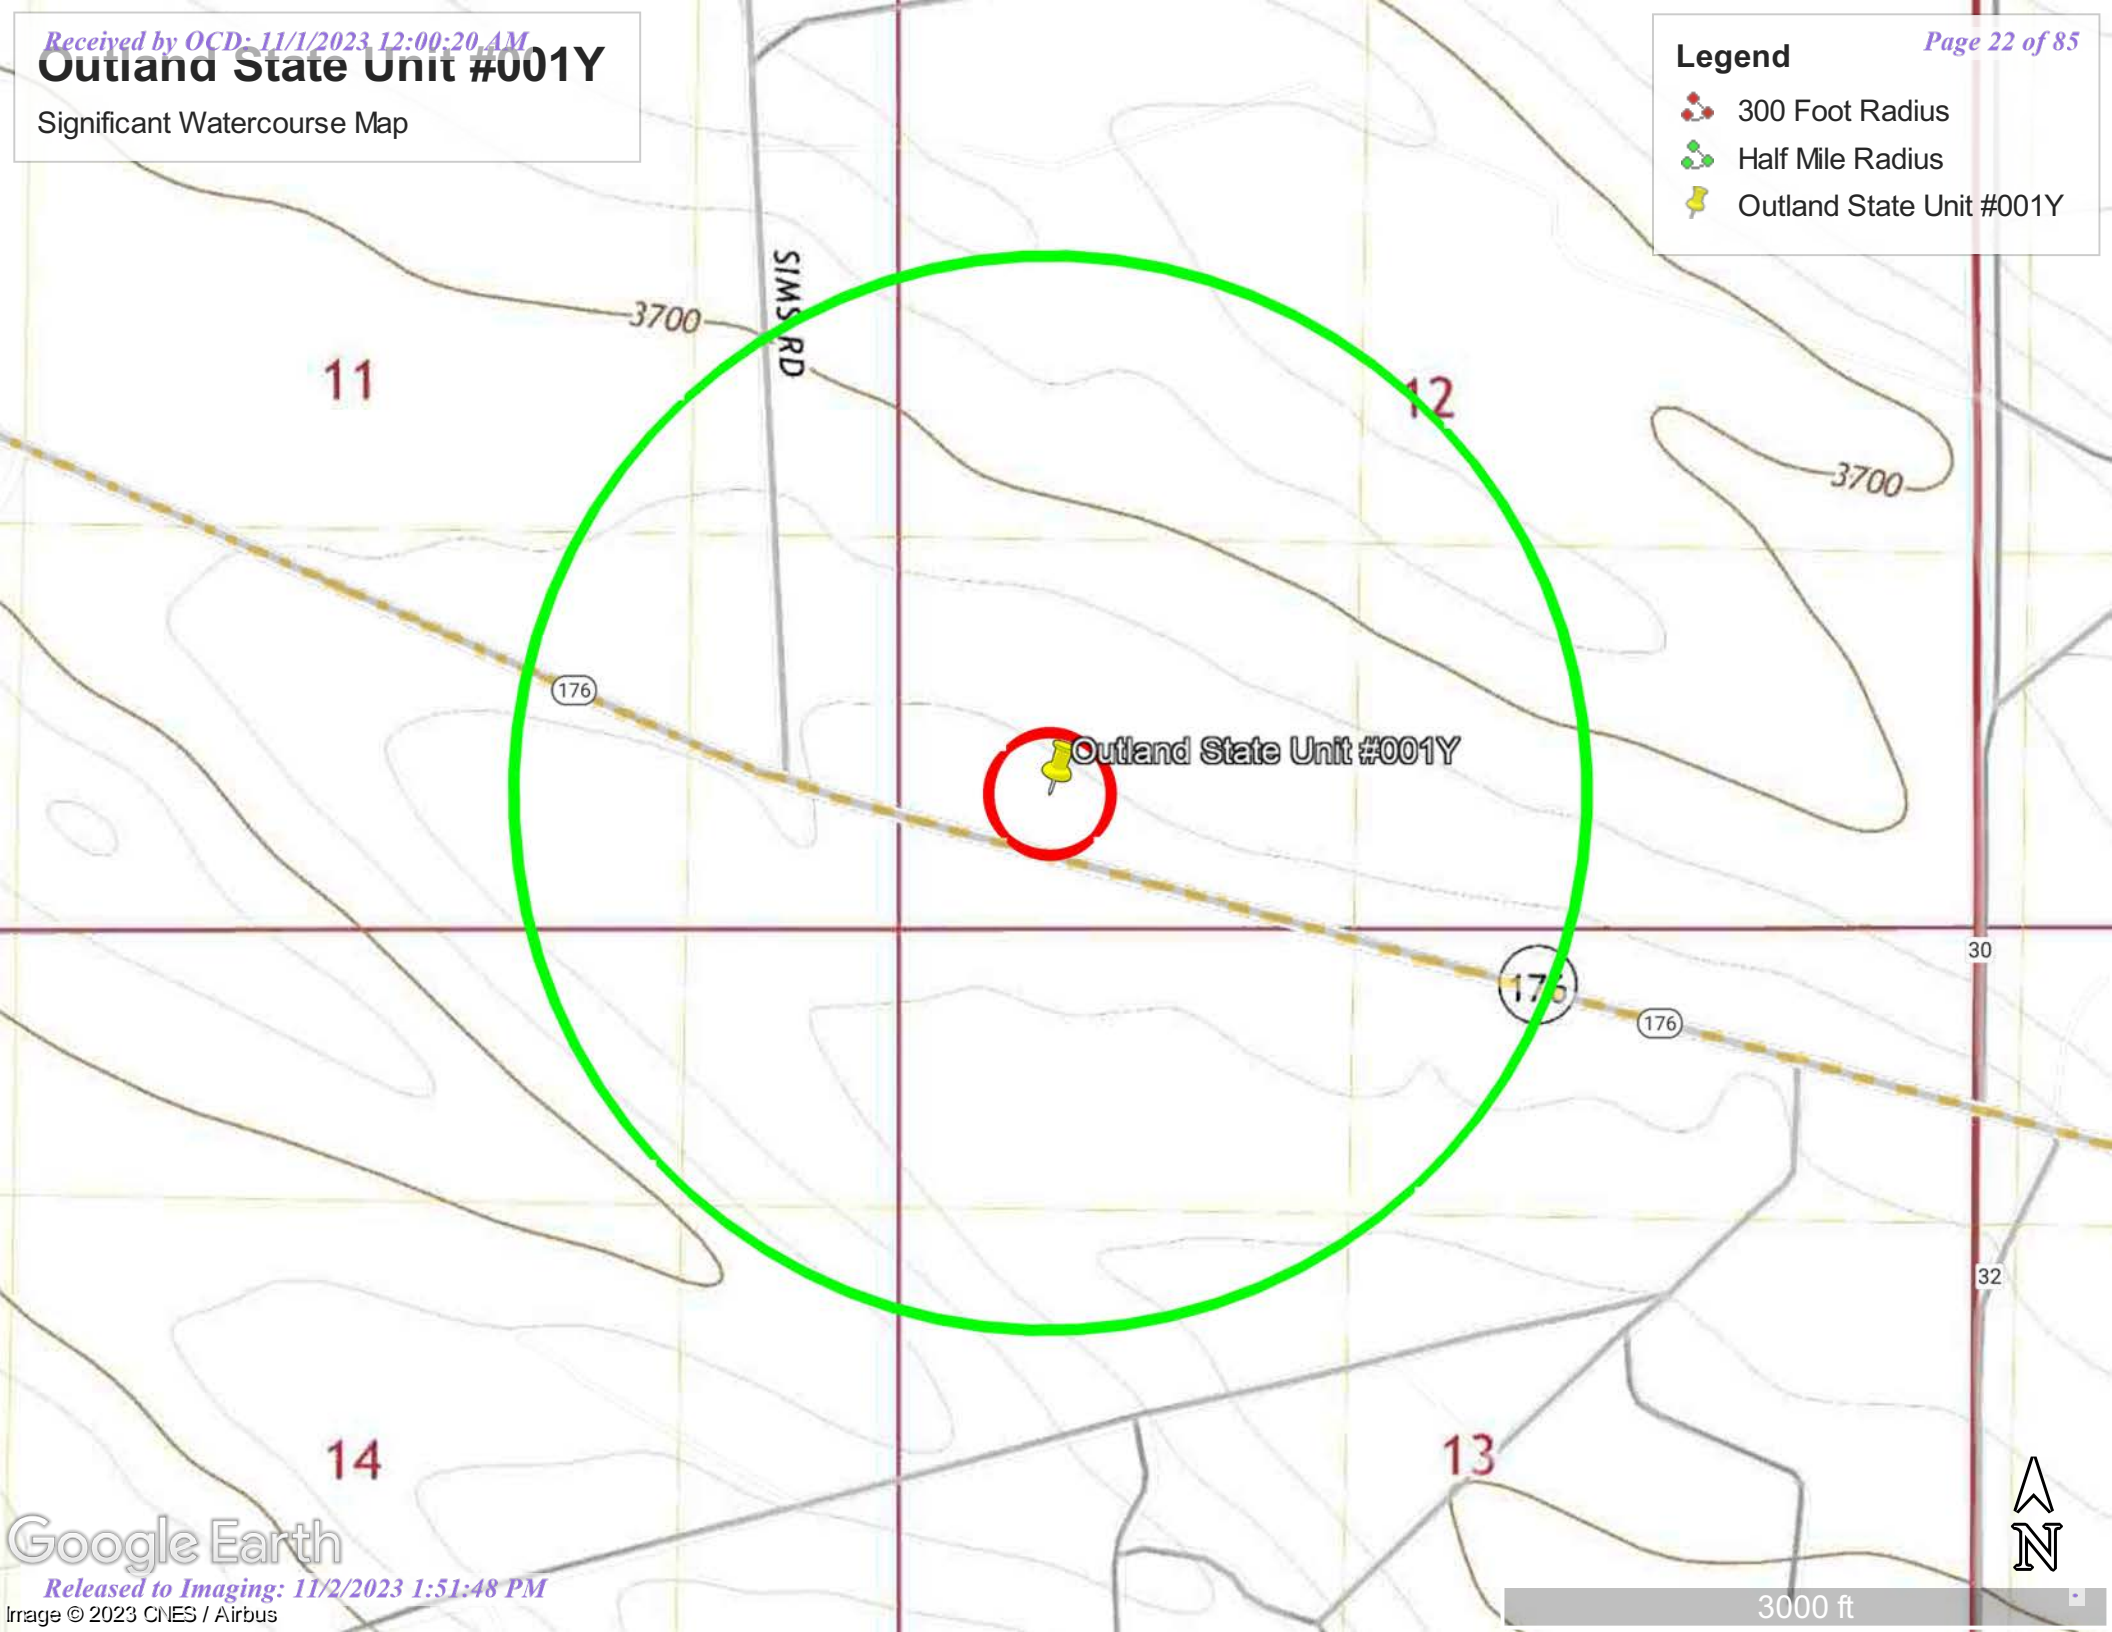 Received by OCD: 11/1/2023 12:00:20 AM
Page 22 of 85
Outland State Unit #001Y
Significant Watercourse Map
Legend
300 Foot Radius
Half Mile Radius
Outland State Unit #001Y
SIMS RD
3700
11
12
3700
176
Outland State Unit #001Y
30
176
176
32
14
13
N
Google Earth
Released to Imaging: 11/2/2023 1:51:48 PM
Image © 2023 CNES / Airbus
3000 ft